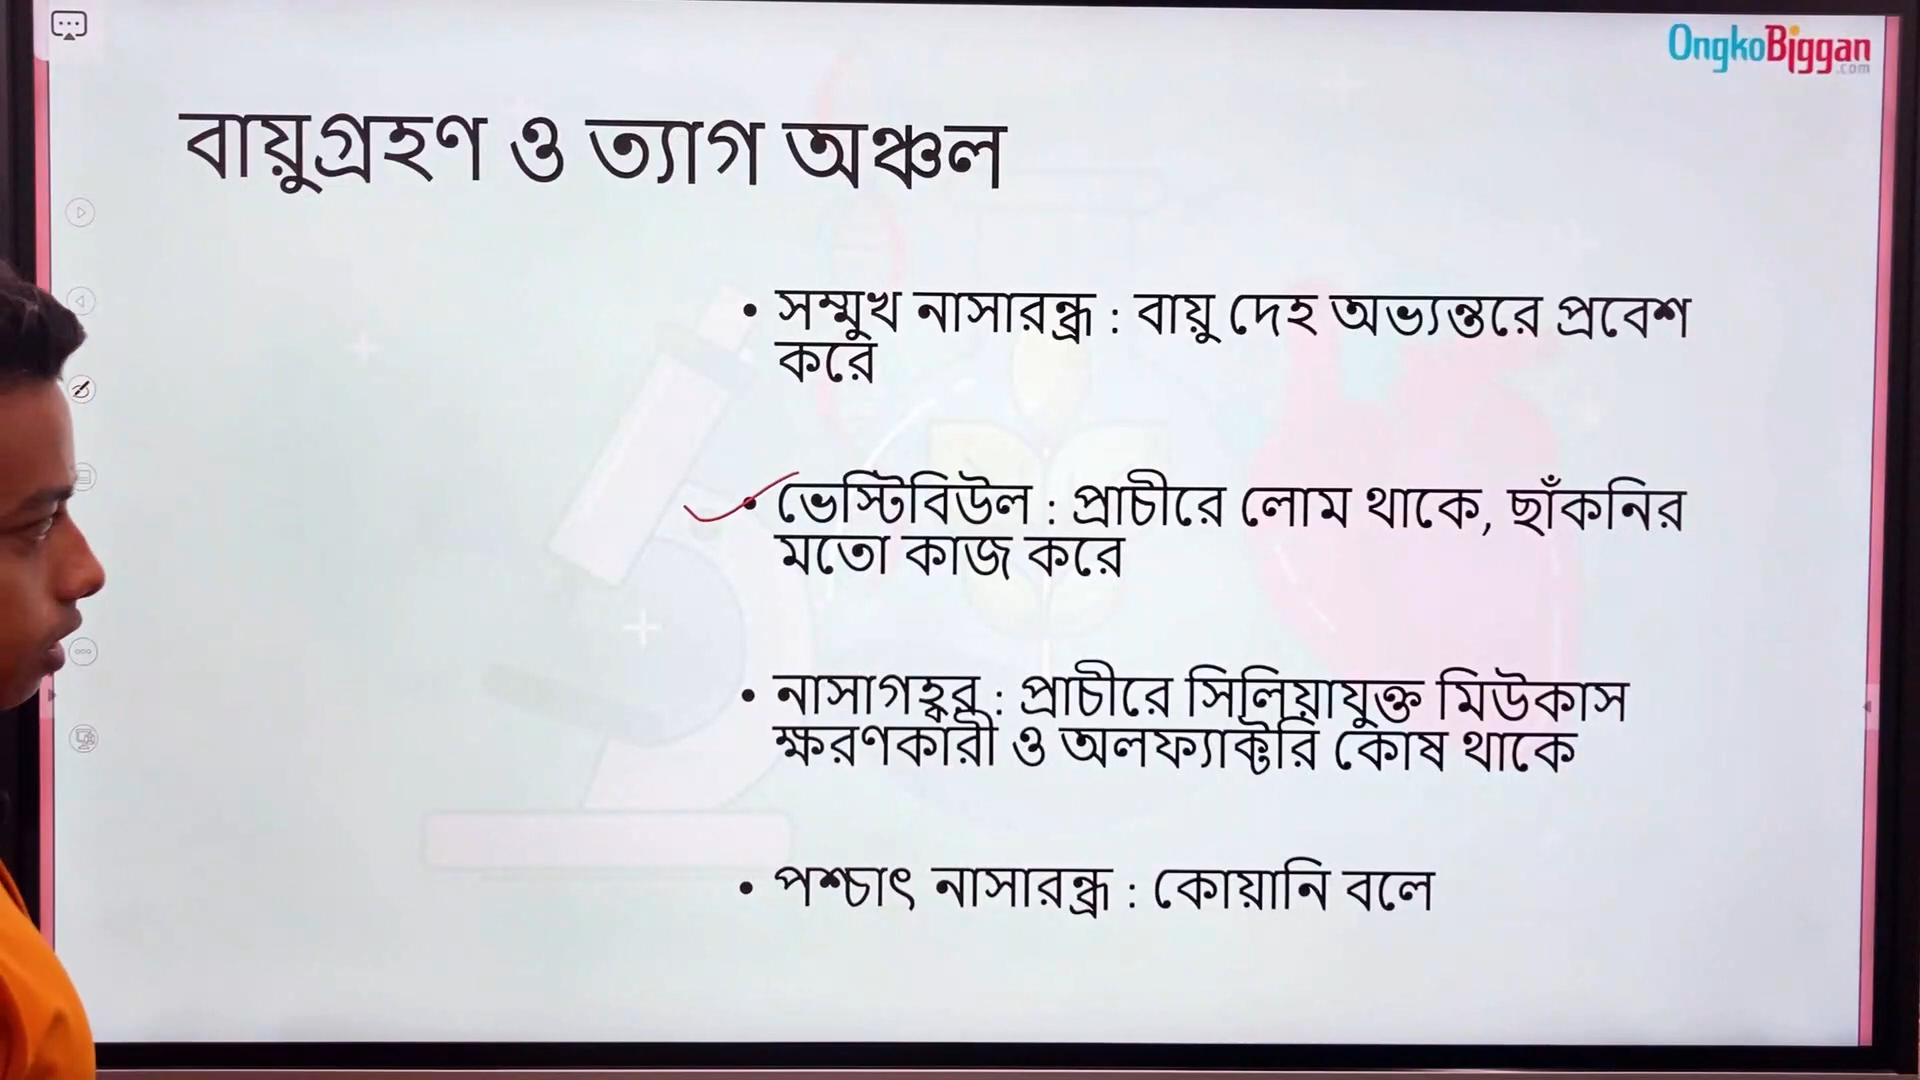 OngkoBiggan
.com
বায়ুগ্রহণ ও ত্যাগ অঞ্চল
• সম্মুখ নাসারন্ধ্র : বায়ু দেহ অভ্যন্তরে প্রবেশ
করে
• ভেস্টিবিউল : প্রাচীরে লোম থাকে, ছাঁকনির
মতো কাজ করে
• নাসাগহ্বর : প্রাচীরে সিলিয়াযুক্ত মিউকাস
ক্ষরণকারী ও অলফ্যাক্টরি কোষ থাকে
• পশ্চাৎ নাসারন্ধ্র : কোয়ানি বলে